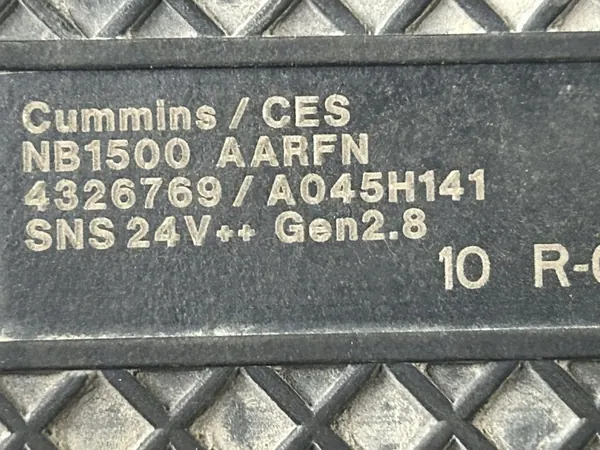 Cummins / CES
NB1500 AARFN
4326769 / A045H141
SNS 24V++ Gen2.8
10 R-